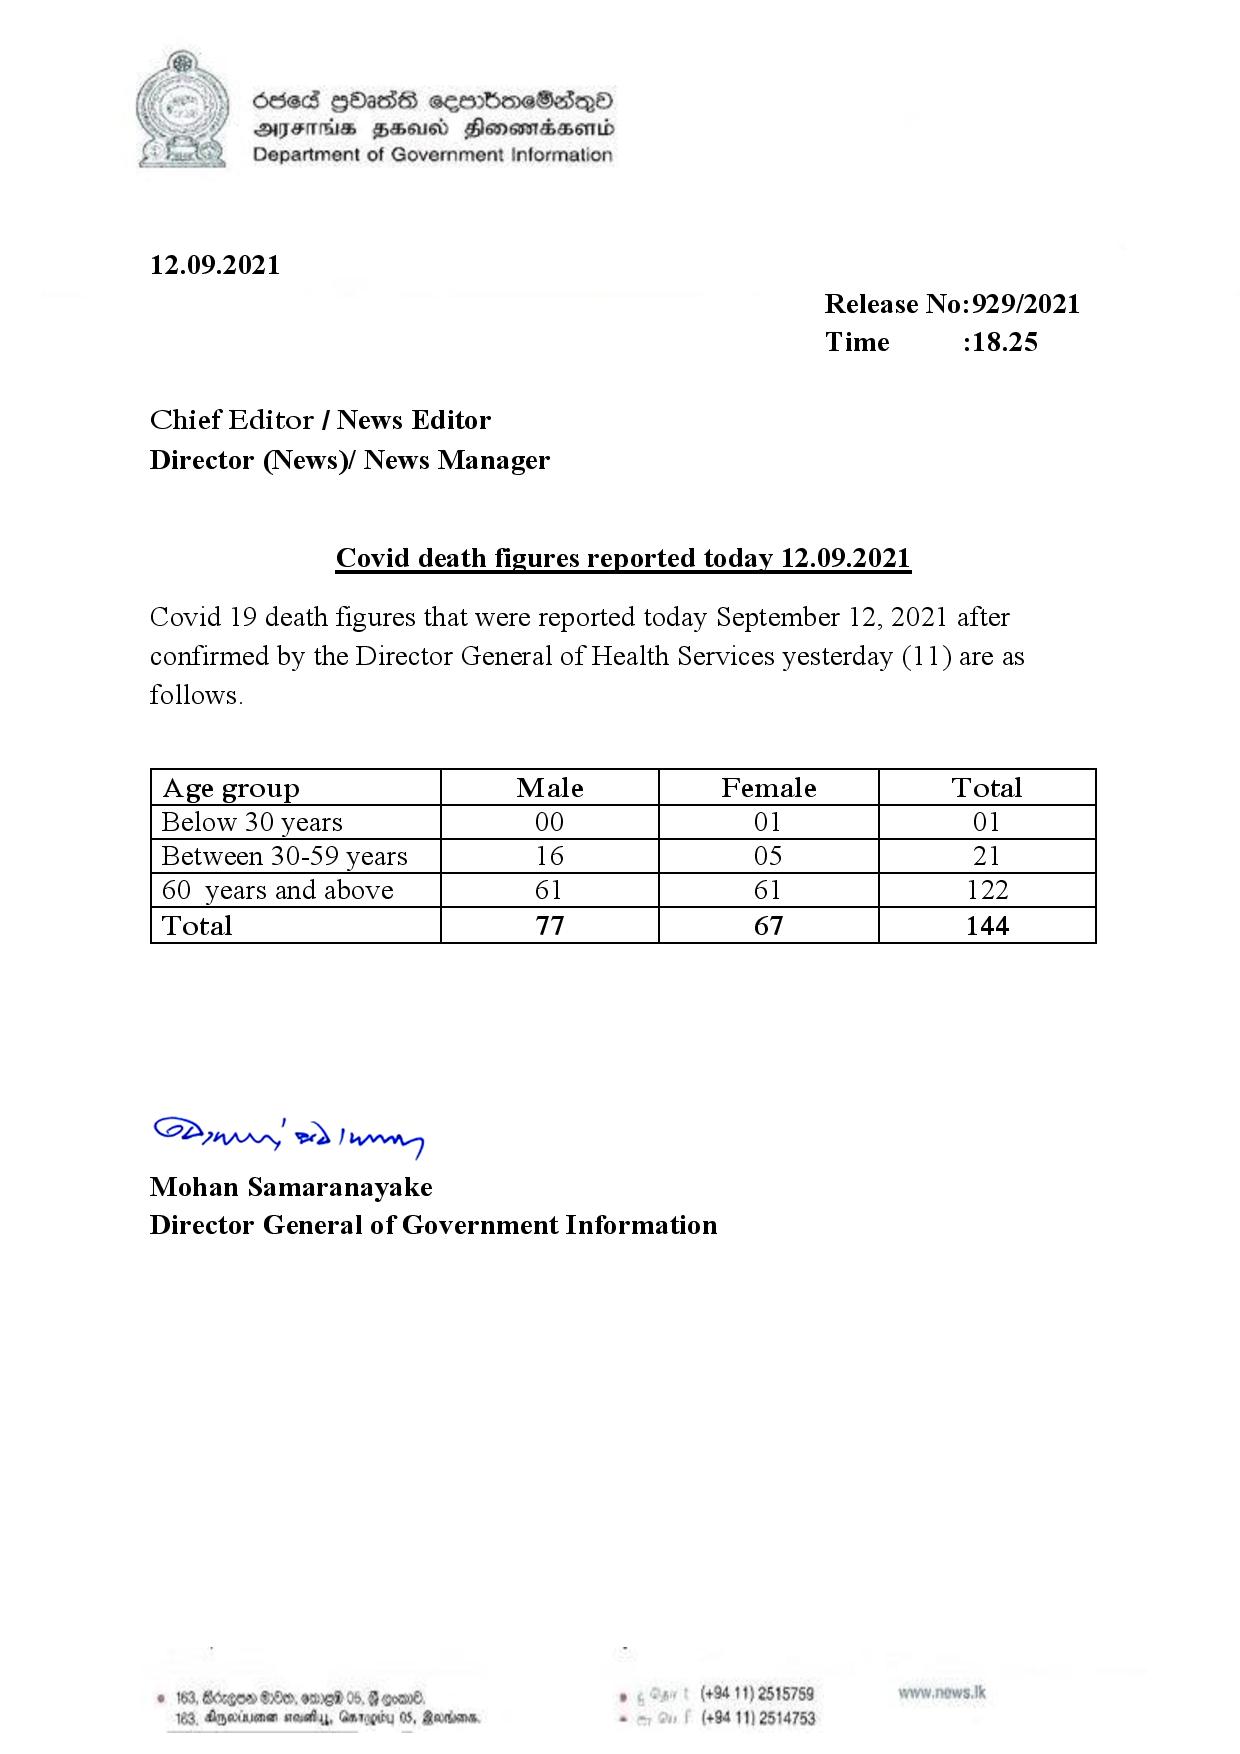 රජයේ ප්‍රවෘත්ති දෙපාර්තමේන්තුව
அரசாங்க தகவல் திணைக்களம்
Department of Government Information
12.09.2021
Release No:929/2021
Time :18.25
Chief Editor / News Editor
Director (News)/ News Manager
Covid death figures reported today 12.09.2021
Covid 19 death figures that were reported today September 12, 2021 after
confirmed by the Director General of Health Services yesterday (11) are as
follows.
Age group Male Female Total
Below 30 years 00 01 01
Between 30-59 years 16 05 21
60 years and above 61 61 122
Total 77 67 144
Mohan Samaranayake
Director General of Government Information
163, කිරුලපන මාවත, කොළඹ 05, ශ්‍රී ලංකාව.
163, கிருலப்பனை எவனியூ, கொழும்பு 05, இலங்கை.
(+94 11) 2515759
(+94 11) 2514753
www.news.lk